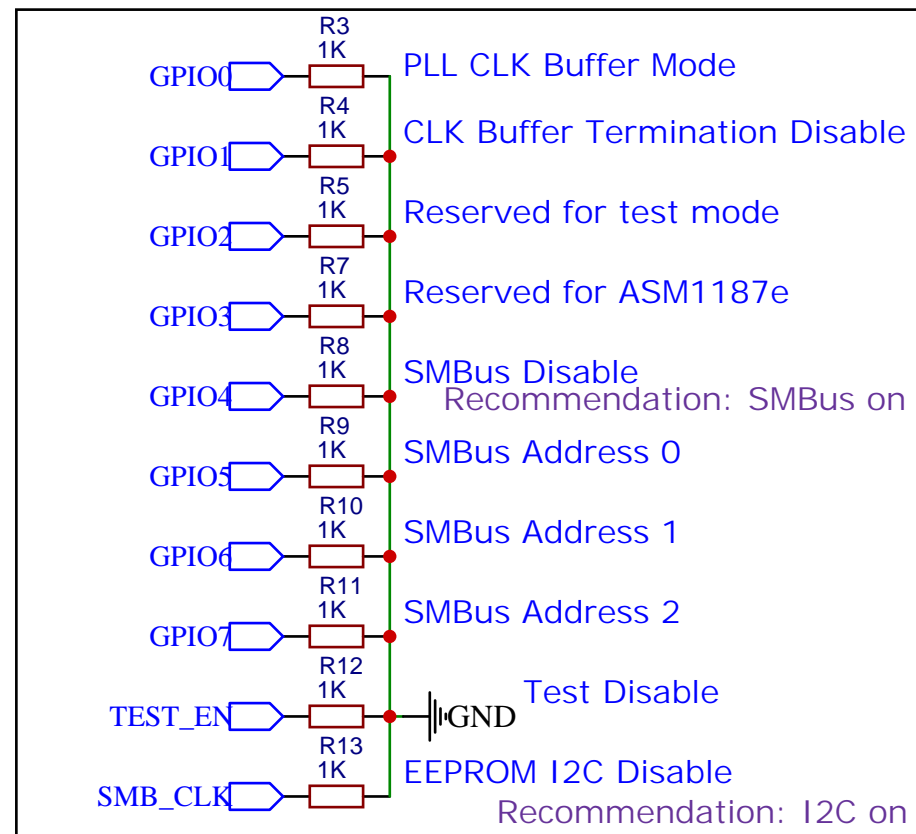 R3
1K
GPIO0 PLL CLK Buffer Mode
R4
1K
GPIO1 CLK Buffer Termination Disable
R5
1K
GPIO2 Reserved for test mode
R7
1K
GPIO3 Reserved for ASM1187e
R8
1K
GPIO4 SMBus Disable
Recommendation: SMBus on
R9
1K
GPIO5 SMBus Address 0
R10
1K
GPIO6 SMBus Address 1
R11
1K
GPIO7 SMBus Address 2
R12
1K
TEST_EN GND Test Disable
R13
1K
SMB_CLK EEPROM I2C Disable
Recommendation: I2C on